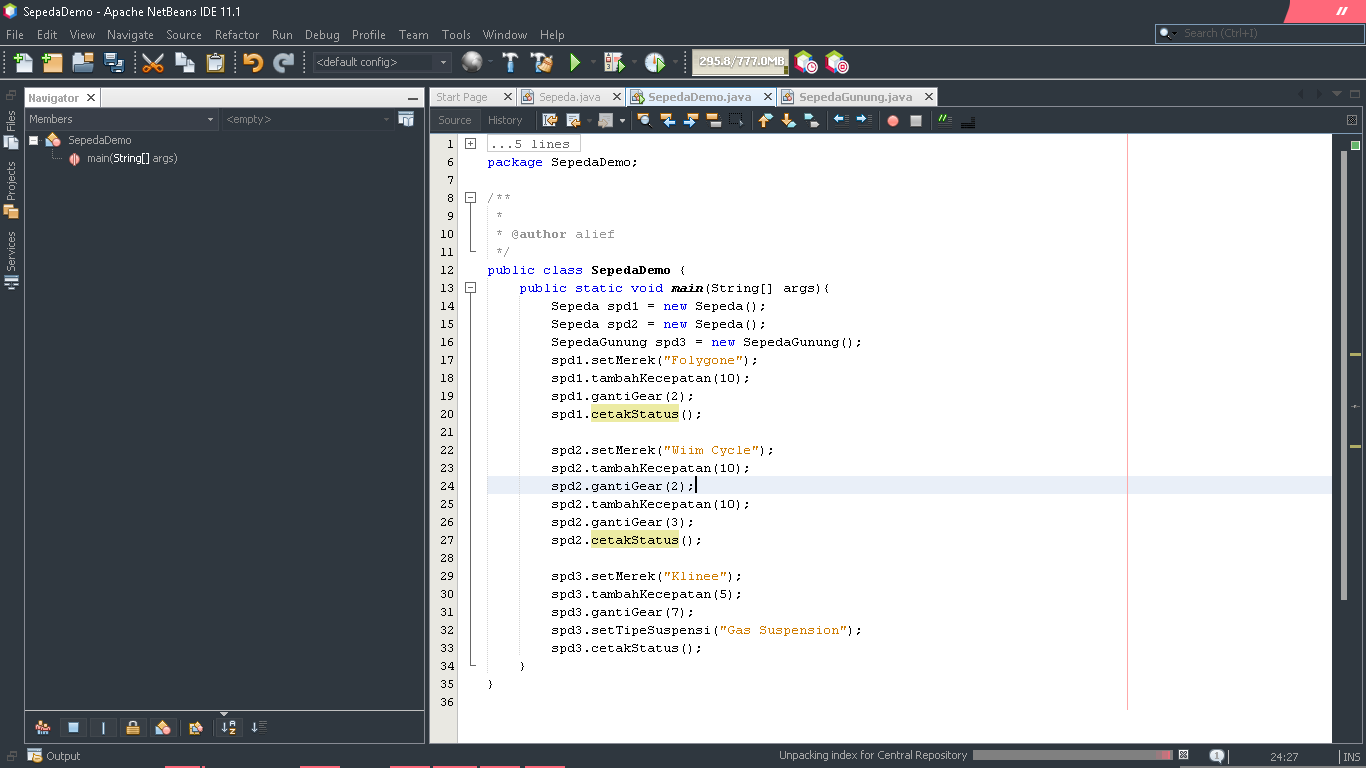 SepedaDemo - Apache NetBeans IDE 11.1
File Edit View Navigate Source Refactor Run Debug Profile Team Tools Window Help
Search (Ctrl+I)
<default config>
295.8/777.0MB
Files
Projects
Services
Navigator
Members
<empty>
SepedaDemo
main(String[] args)
Start Page Sepeda.java SepedaDemo.java SepedaGunung.java
Source History
1 ...5 lines
6 package SepedaDemo;
7
8 /**
9 *
10 * @author alief
11 */
12 public class SepedaDemo {
13 public static void main(String[] args){
14 Sepeda spd1 = new Sepeda();
15 Sepeda spd2 = new Sepeda();
16 SepedaGunung spd3 = new SepedaGunung();
17 spd1.setMerek("Folygone");
18 spd1.tambahKecepatan(10);
19 spd1.gantiGear(2);
20 spd1.cetakStatus();
21
22 spd2.setMerek("Wiim Cycle");
23 spd2.tambahKecepatan(10);
24 spd2.gantiGear(2);
25 spd2.tambahKecepatan(10);
26 spd2.gantiGear(3);
27 spd2.cetakStatus();
28
29 spd3.setMerek("Klinee");
30 spd3.tambahKecepatan(5);
31 spd3.gantiGear(7);
32 spd3.setTipeSuspensi("Gas Suspension");
33 spd3.cetakStatus();
34 }
35 }
36
Output
Unpacking index for Central Repository
1
24:27
INS